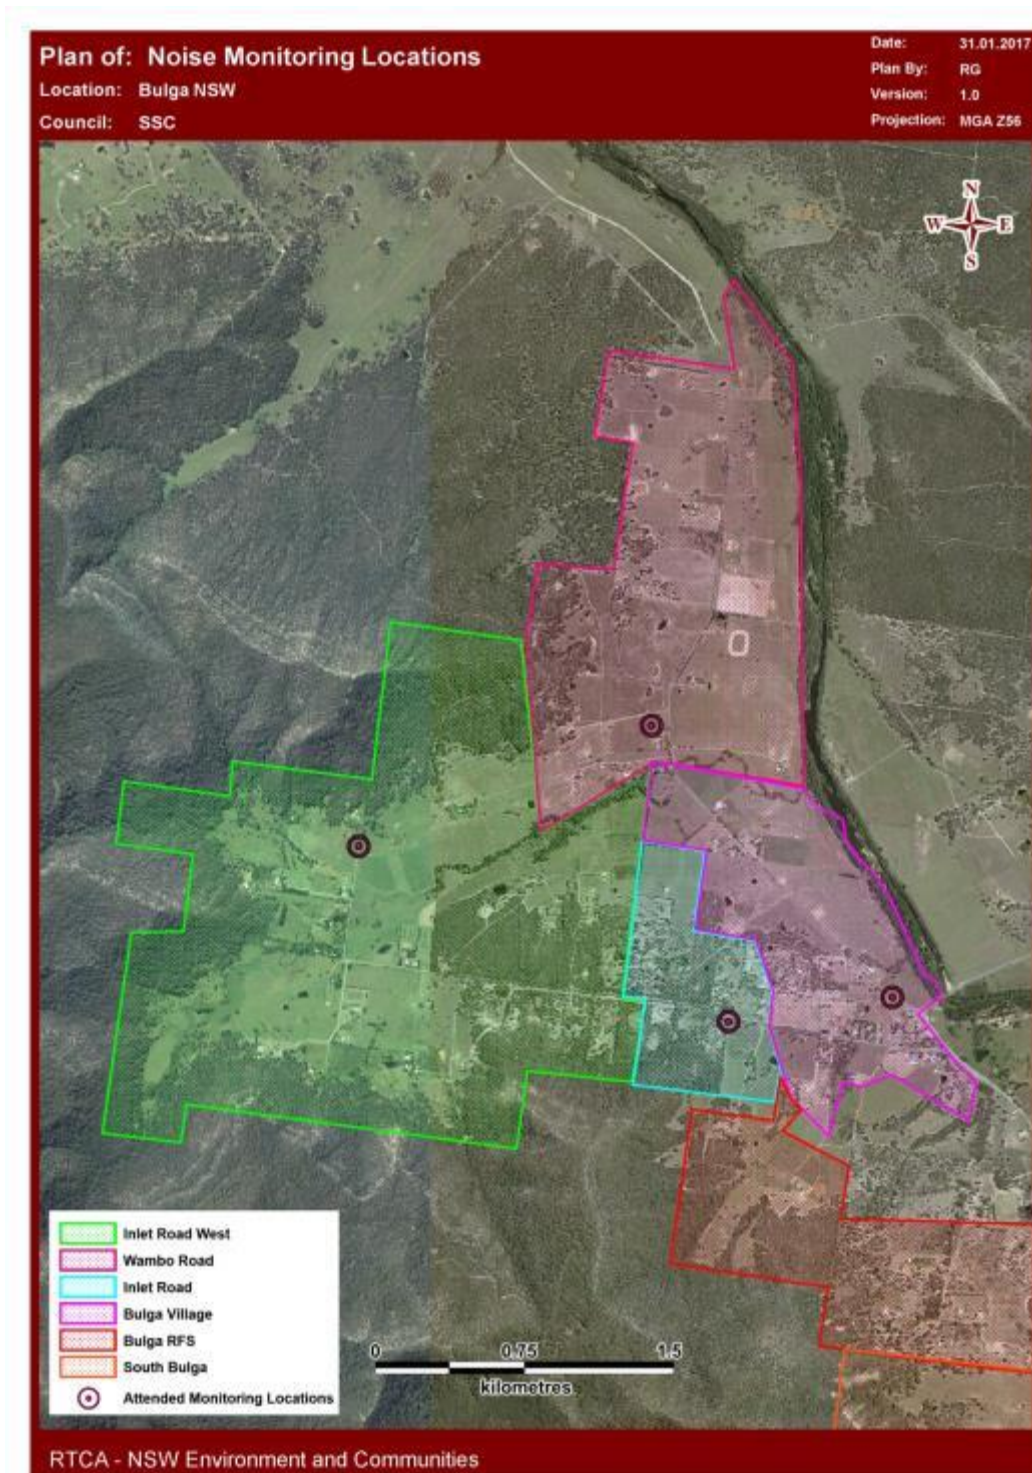 Plan of: Noise Monitoring Locations
Location: Bulga NSW
Council: SSC
Date: 31.01.2017
Plan By: RG
Version: 1.0
Projection: MGA Z56
N
W E
S
Inlet Road West
Wambo Road
Inlet Road
Bulga Village
Bulga RFS
South Bulga
Attended Monitoring Locations
0 0.75 1.5
kilometres
RTCA - NSW Environment and Communities